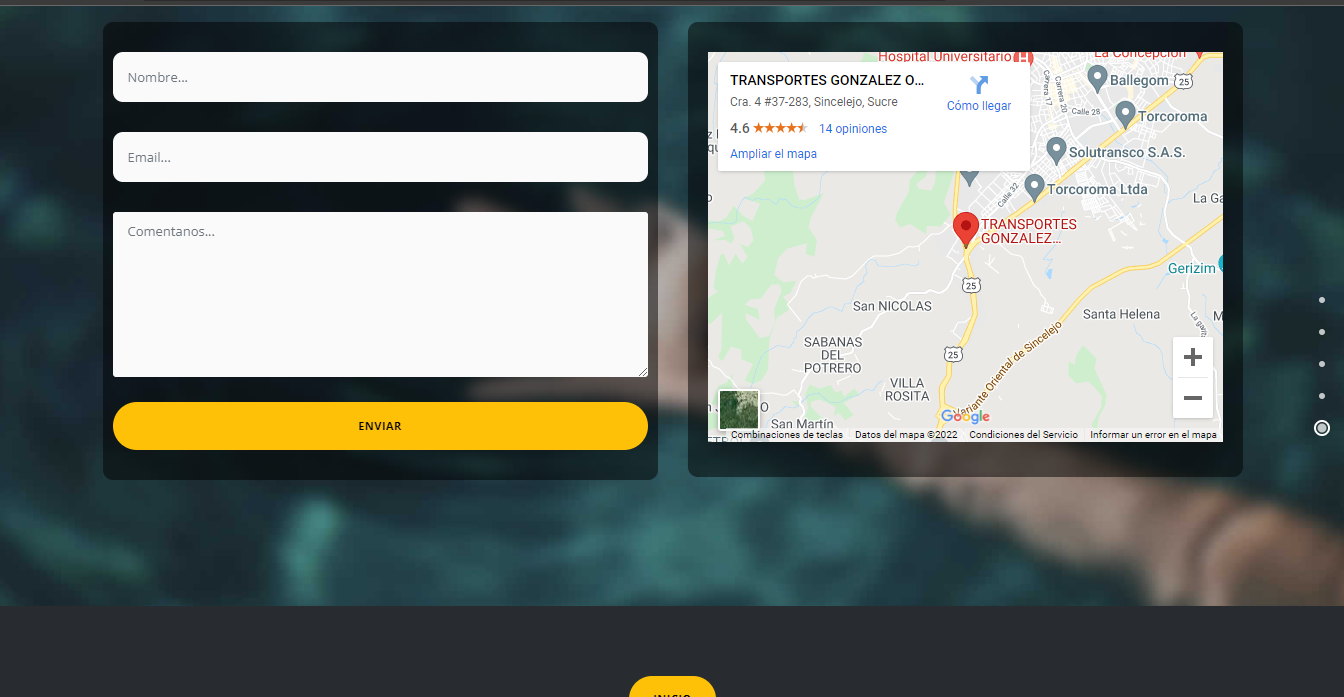 Nombre...
Email...
Comentanos...
ENVIAR
TRANSPORTES GONZALEZ O...
Cra. 4 #37-283, Sincelejo, Sucre
4.6
14 opiniones
Ampliar el mapa
Cómo llegar
Hospital Universitario
La Concepción
Ballegom
25
Carrera 17
Carrera 20
Calle 28
Torcoroma
Solutransco S.A.S.
Torcoroma Ltda
Calle 32
La Ga
TRANSPORTES
GONZALEZ...
Gerizim
25
San NICOLAS
Santa Helena
SABANAS
DEL
POTRERO
25
Variante Oriental de Sincelejo
VILLA
ROSITA
San Martín
Google
Combinaciones de teclas
Datos del mapa ©2022
Condiciones del Servicio
Informar un error en el mapa
INICIO